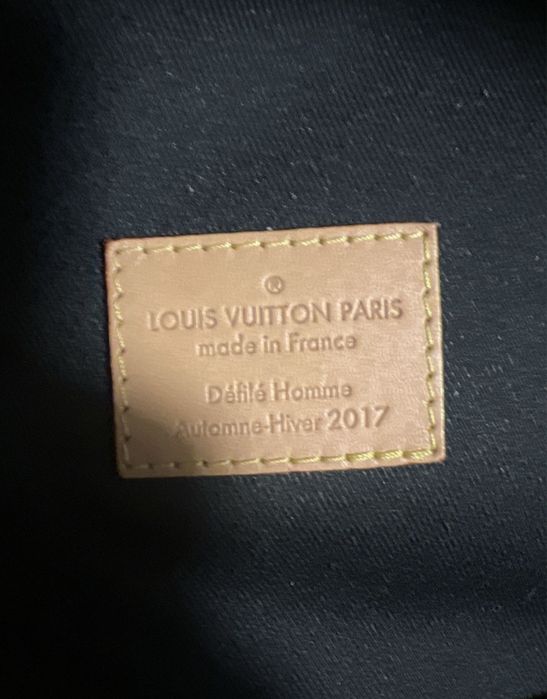 ®
LOUIS VUITTON PARIS
made in France
Défilé Homme
Automne-Hiver 2017